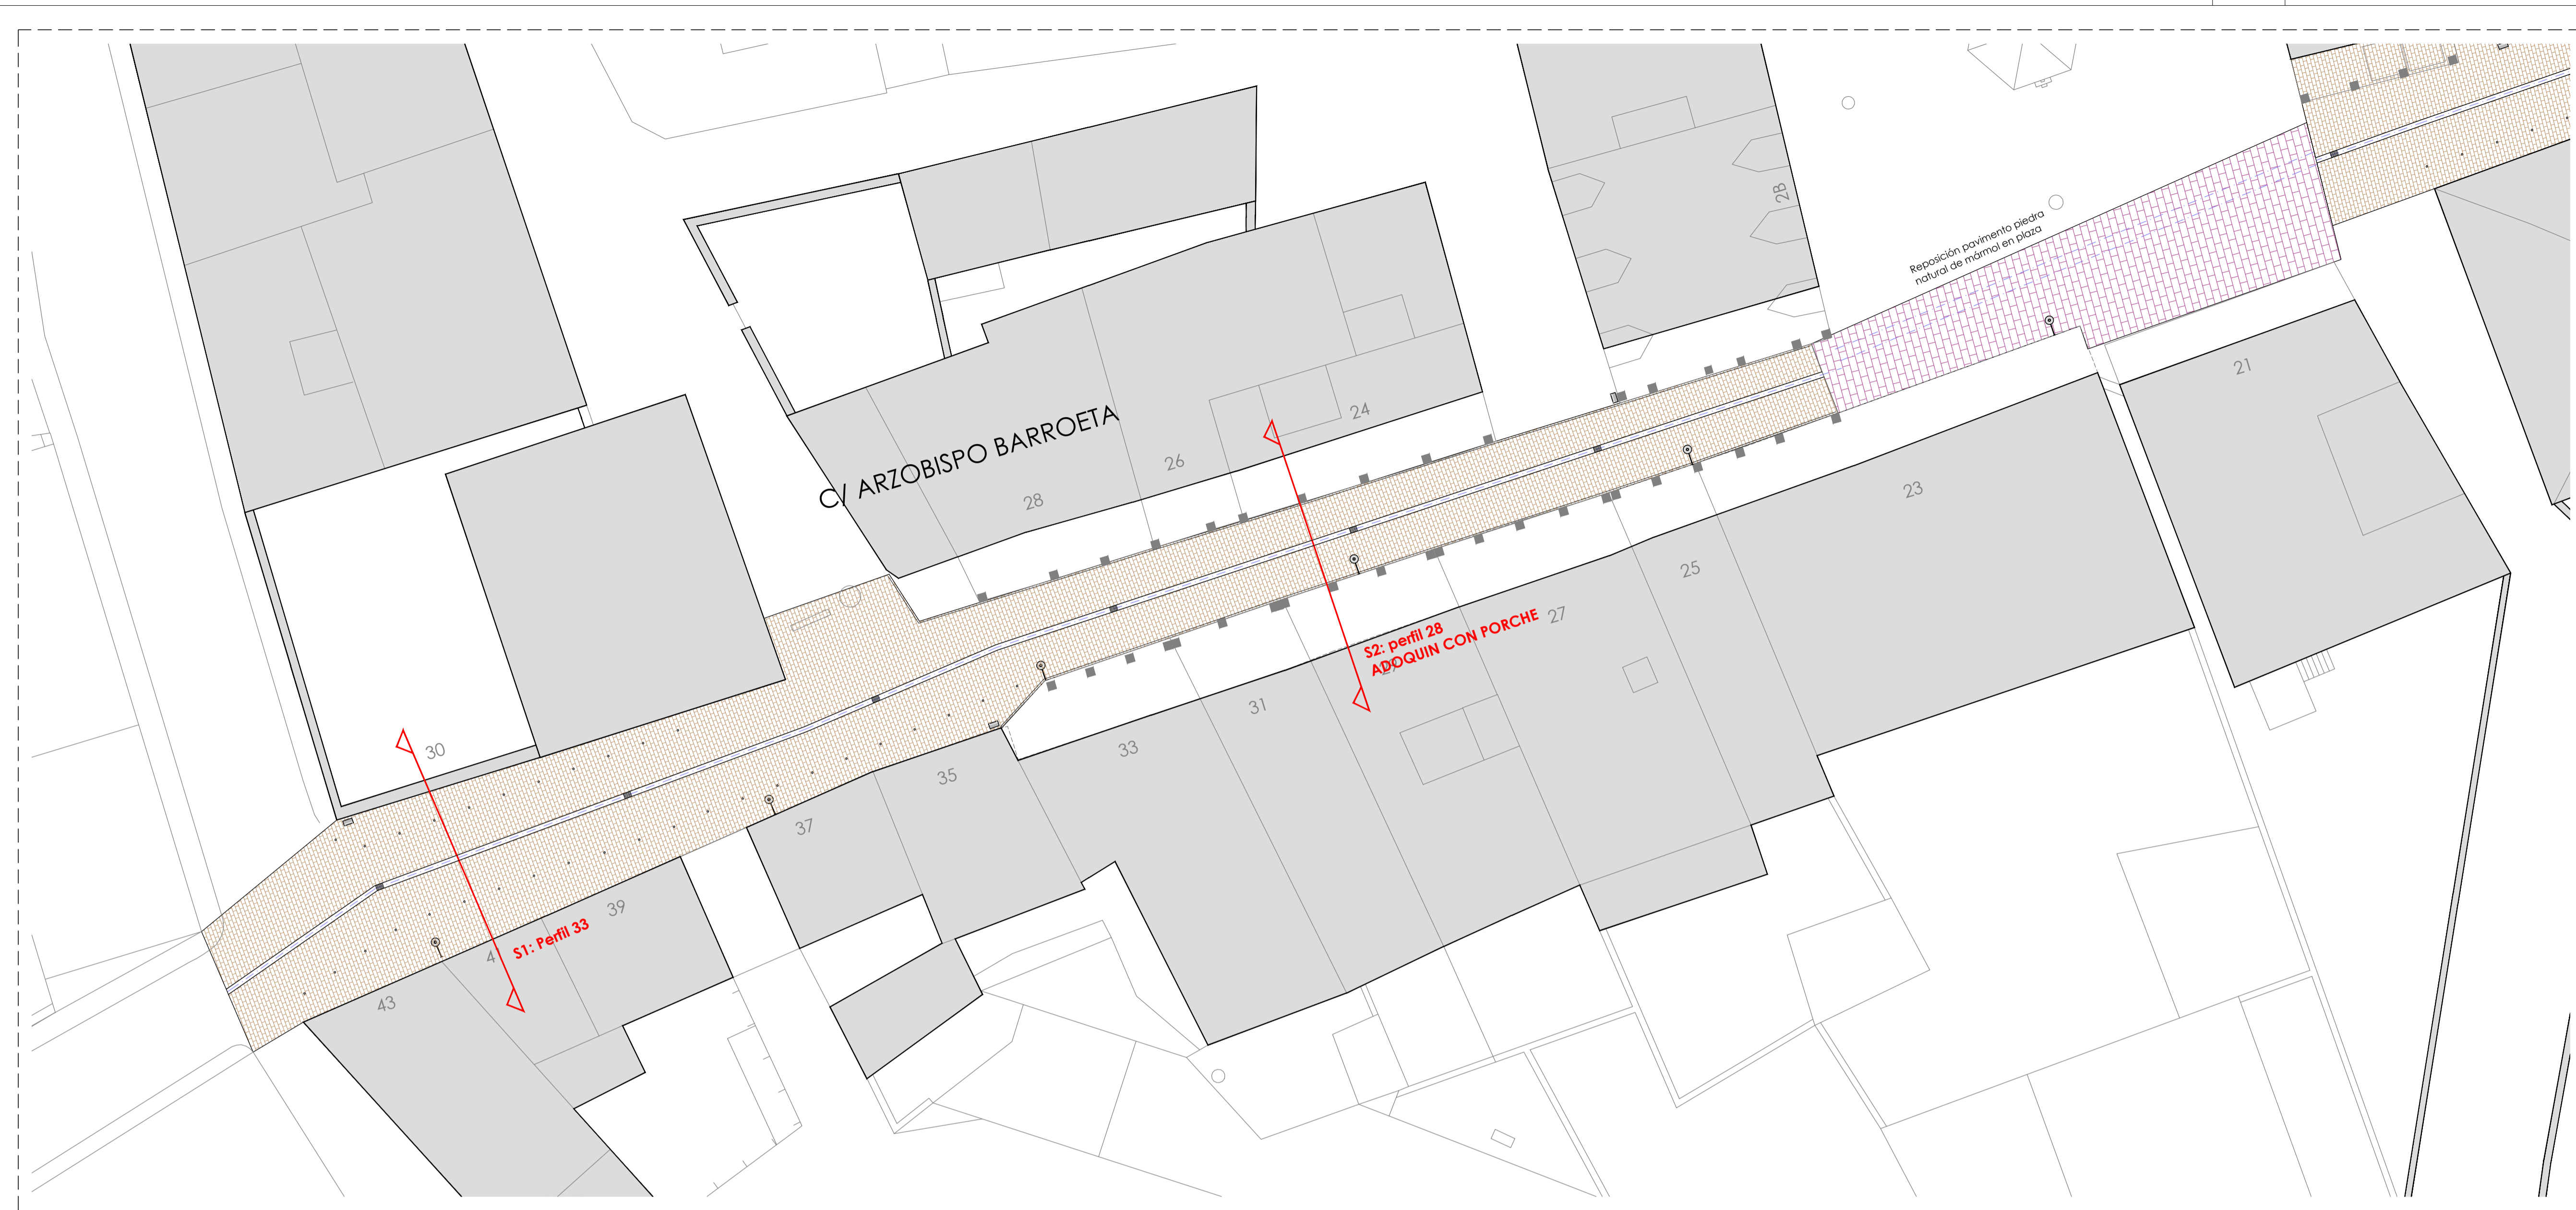 2B
Reposición pavimento piedra
natural de mármol en plaza
21
C/ ARZOBISPO BARROETA
24
26
28
23
25
27
S2: perfil 28
ADOQUIN CON PORCHE
31
33
30
35
37
39
S1: Perfil 33
4
43